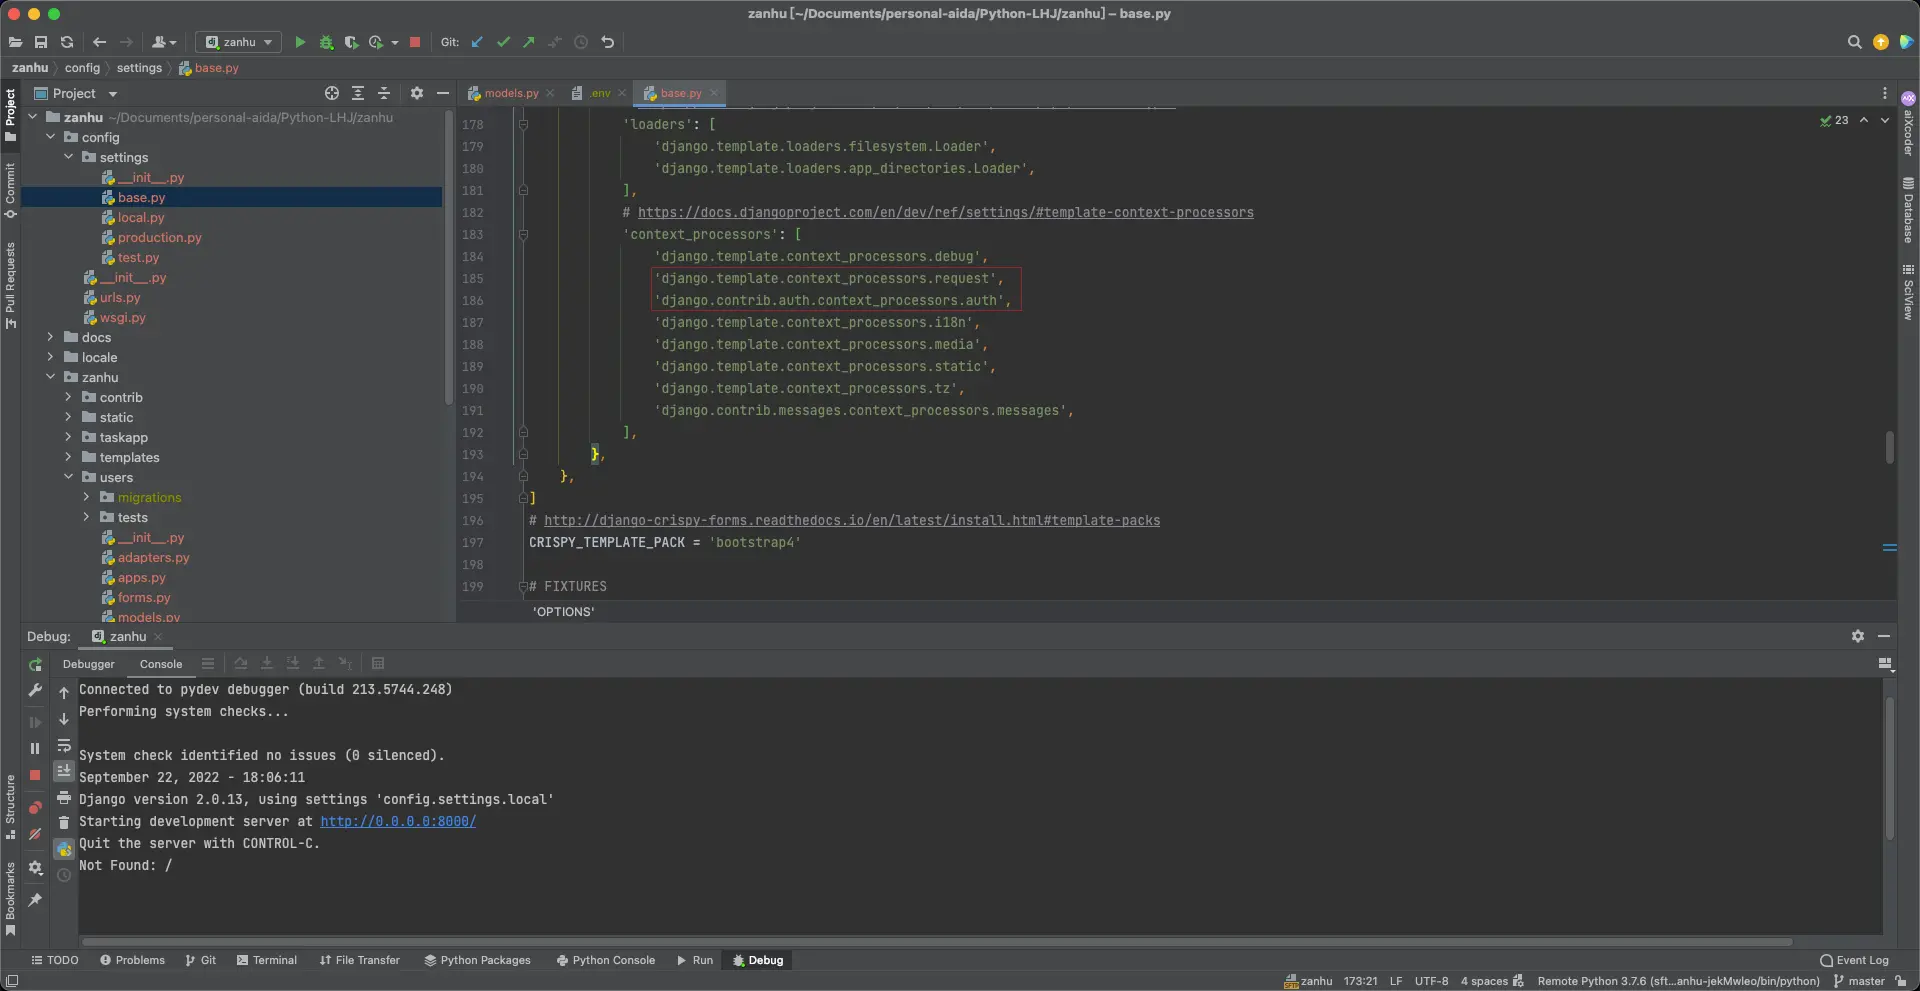 zanhu [~/Documents/personal-aida/Python-LHJ/zanhu] – base.py
zanhu
Git:
zanhu config settings base.py
Project
models.py .env base.py
zanhu ~/Documents/personal-aida/Python-LHJ/zanhu
config
settings
__init__.py
base.py
local.py
production.py
test.py
__init__.py
urls.py
wsgi.py
docs
locale
zanhu
contrib
static
taskapp
templates
users
migrations
tests
__init__.py
adapters.py
apps.py
forms.py
models.py
178 'loaders': [
179 'django.template.loaders.filesystem.Loader',
180 'django.template.loaders.app_directories.Loader',
181 ],
182 # https://docs.djangoproject.com/en/dev/ref/settings/#template-context-processors
183 'context_processors': [
184 'django.template.context_processors.debug',
185 'django.template.context_processors.request',
186 'django.contrib.auth.context_processors.auth',
187 'django.template.context_processors.i18n',
188 'django.template.context_processors.media',
189 'django.template.context_processors.static',
190 'django.template.context_processors.tz',
191 'django.contrib.messages.context_processors.messages',
192 ],
193 },
194 },
195 ]
196 # http://django-crispy-forms.readthedocs.io/en/latest/install.html#template-packs
197 CRISPY_TEMPLATE_PACK = 'bootstrap4'
198
199 # FIXTURES
'OPTIONS'
23
Project
Commit
Pull Requests
Structure
Bookmarks
aiXcoder
Database
SciView
Debug: zanhu
Debugger Console
Connected to pydev debugger (build 213.5744.248)
Performing system checks...
System check identified no issues (0 silenced).
September 22, 2022 - 18:06:11
Django version 2.0.13, using settings 'config.settings.local'
Starting development server at http://0.0.0.0:8000/
Quit the server with CONTROL-C.
Not Found: /
TODO Problems Git Terminal File Transfer Python Packages Python Console Run Debug Event Log
zanhu 173:21 LF UTF-8 4 spaces Remote Python 3.7.6 (sft...anhu-jekMwleo/bin/python) master